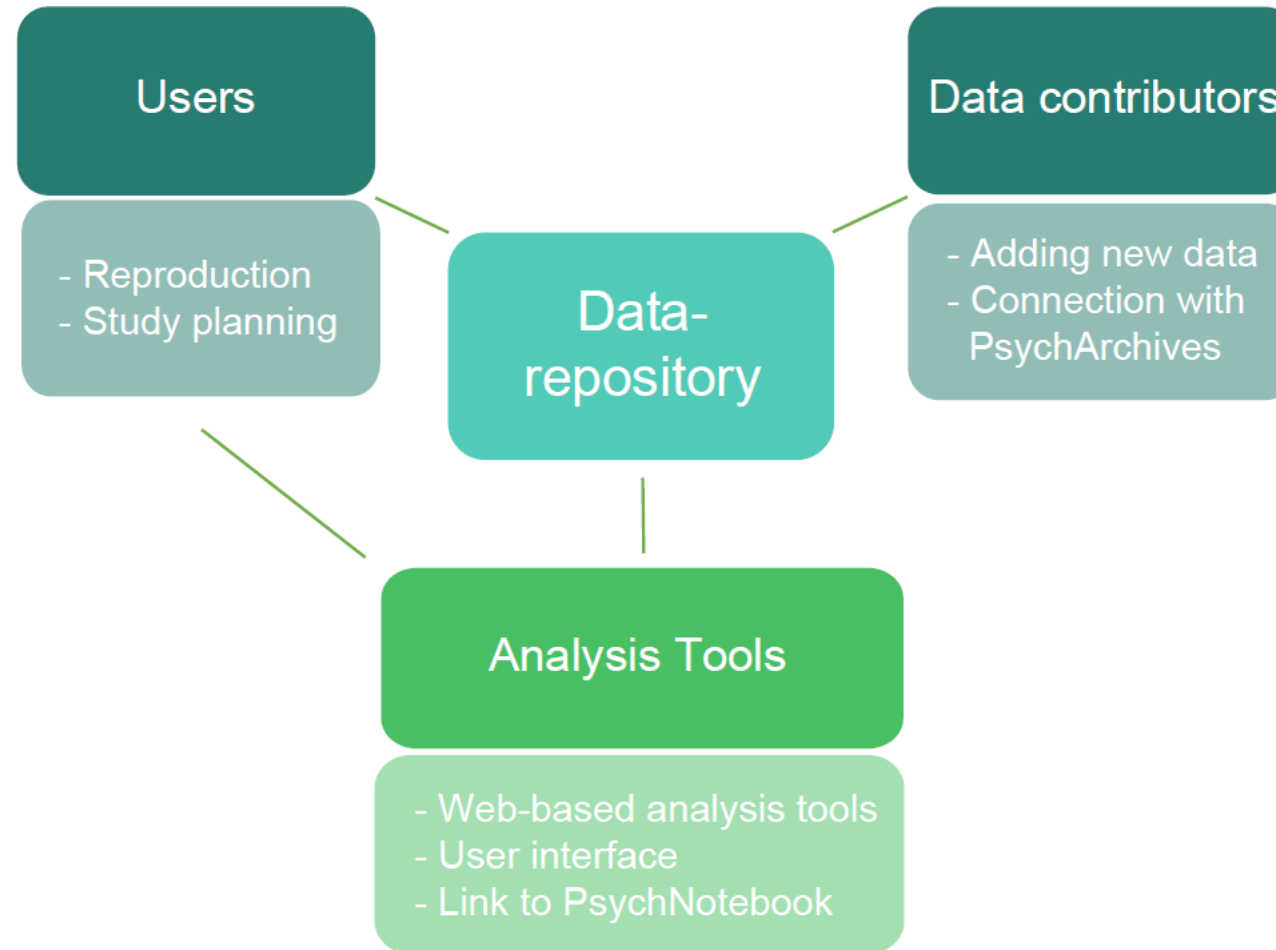 Users
- Reproduction
- Study planning
Data contributors
- Adding new data
- Connection with
PsychArchives
Data-
repository
Analysis Tools
- Web-based analysis tools
- User interface
- Link to PsychNotebook